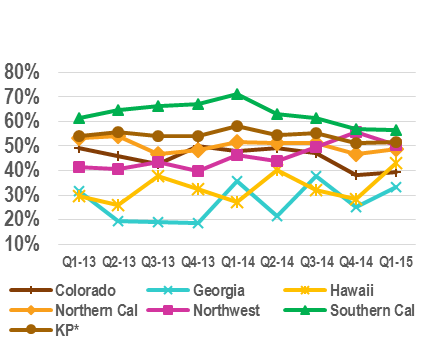 80%
70%
60%
50%
40%
30%
20%
10%
Q1-13 Q2-13 Q3-13 Q4-13 Q1-14 Q2-14 Q3-14 Q4-14 Q1-15
Colorado Georgia Hawaii
Northern Cal Northwest Southern Cal
KP*